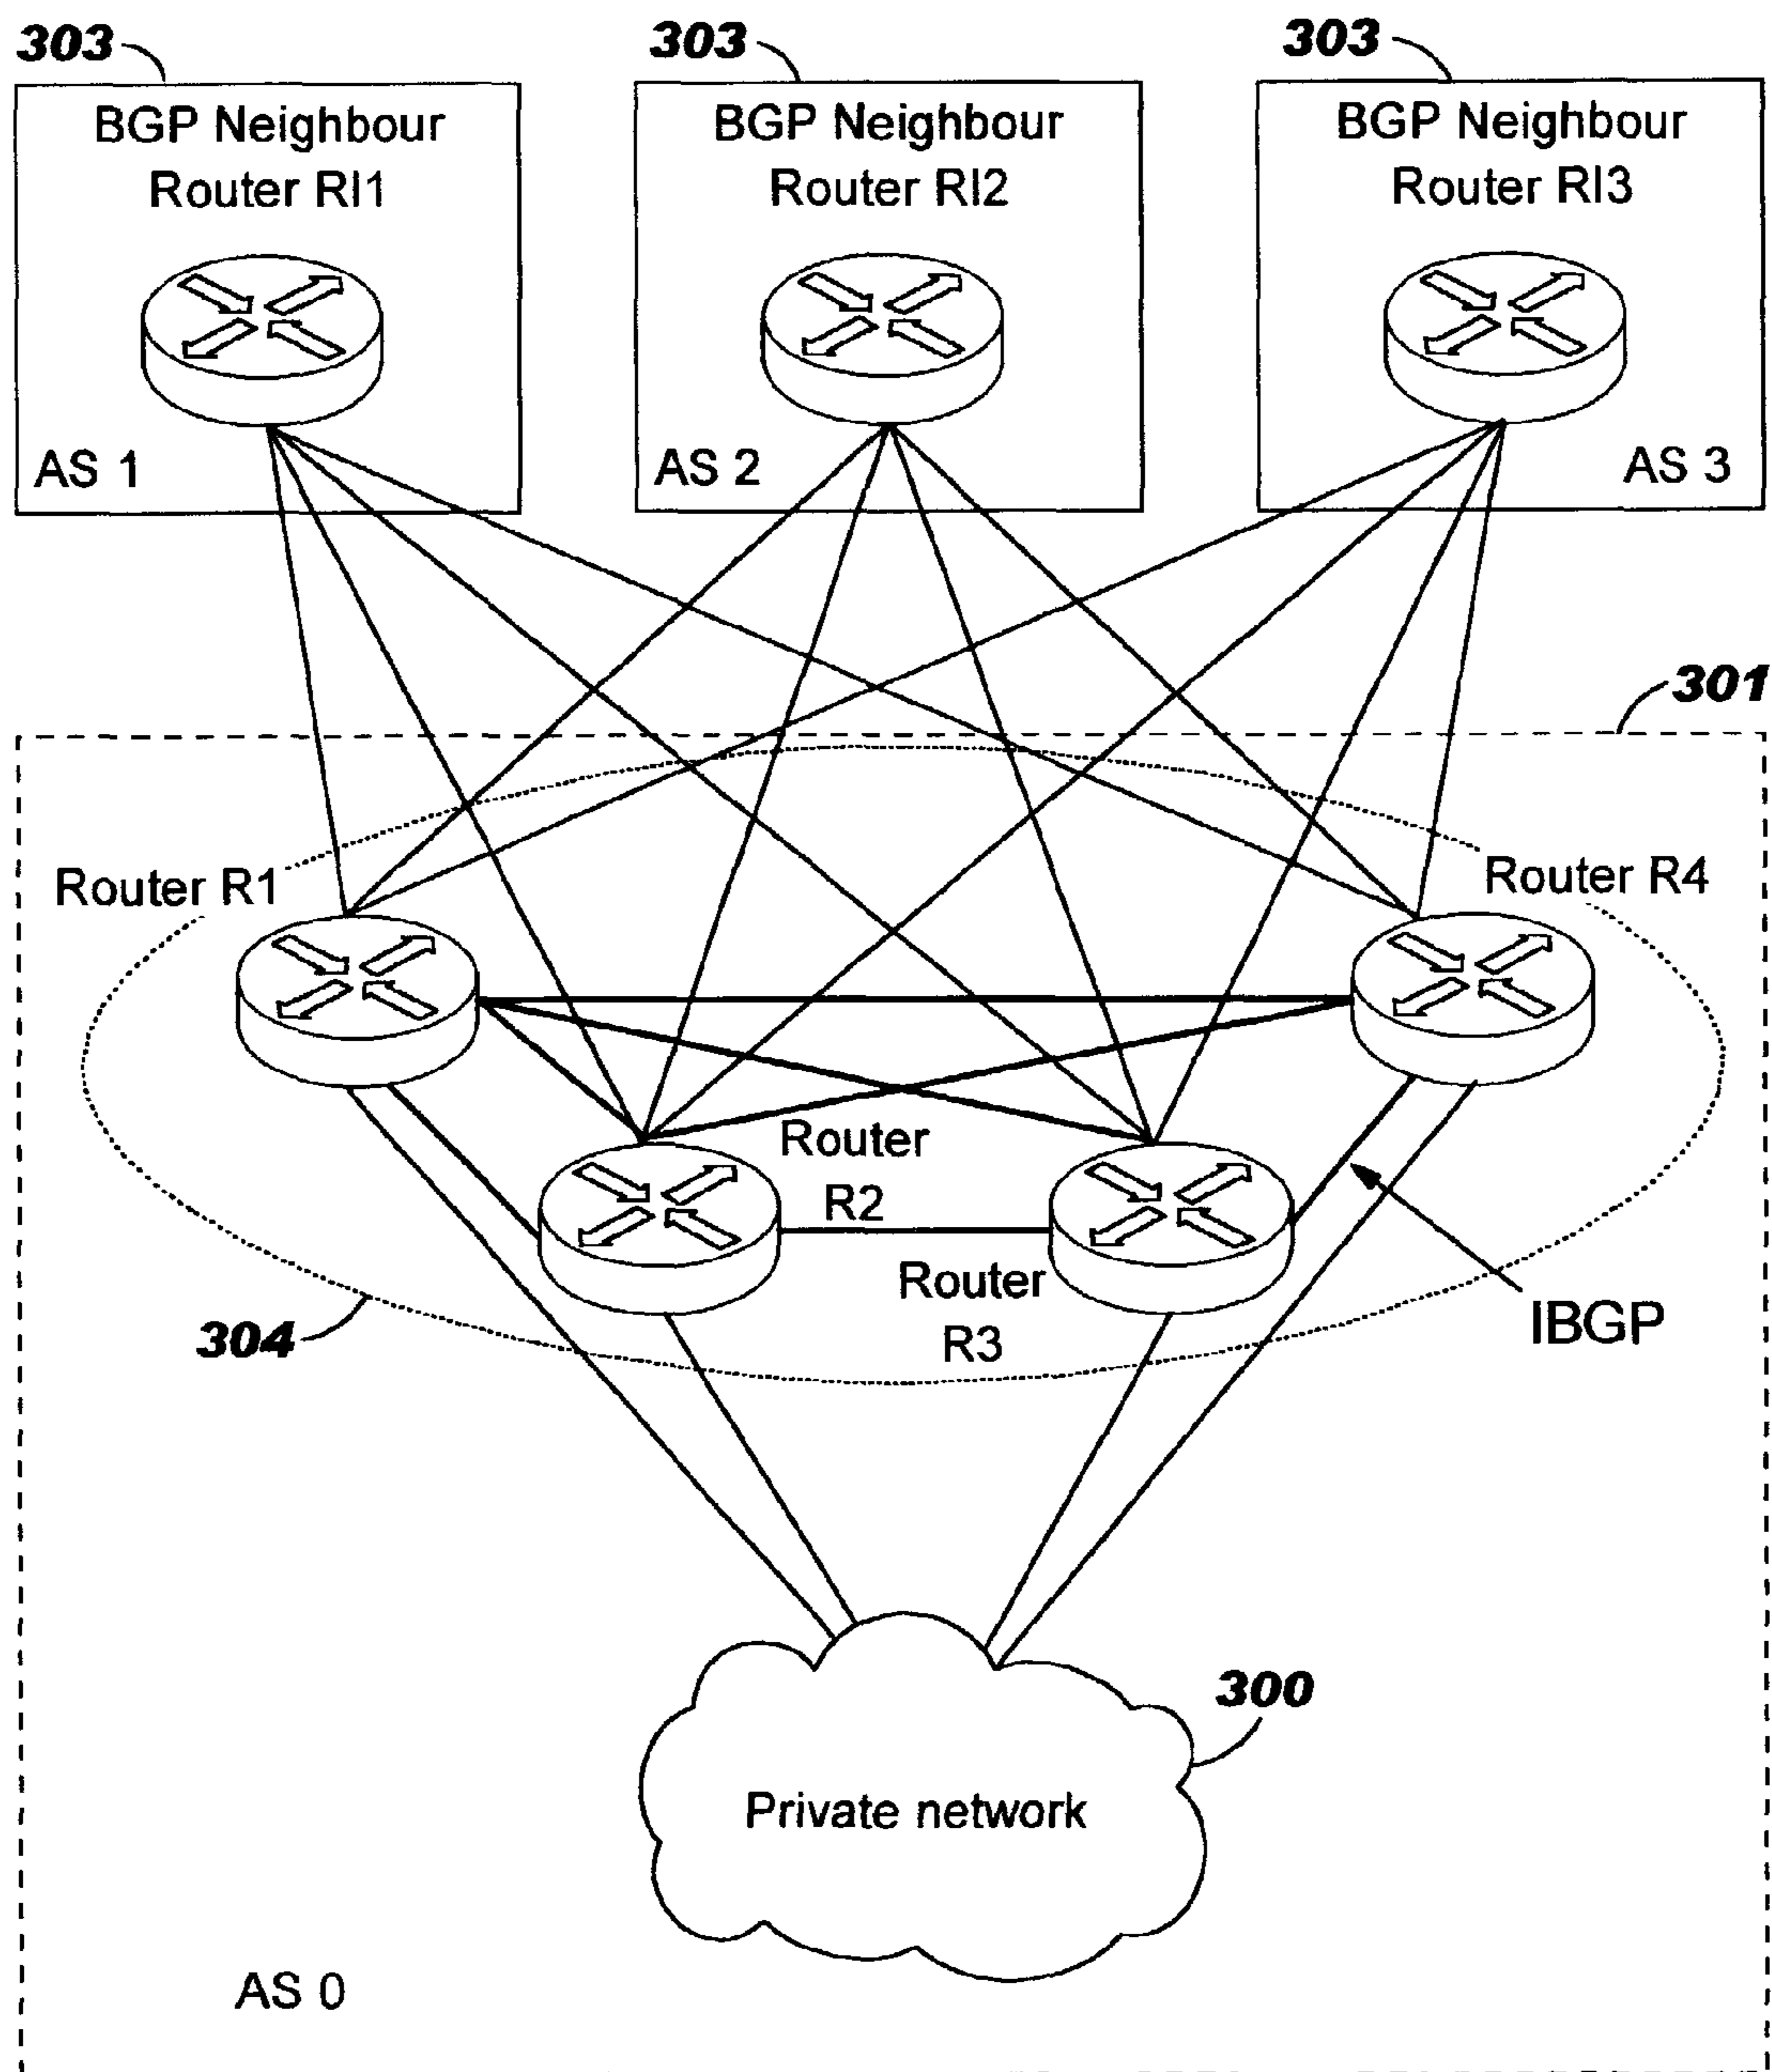 303
303
303
BGP Neighbour
Router RI1
BGP Neighbour
Router RI2
BGP Neighbour
Router RI3
AS 1
AS 2
AS 3
301
Router R1
Router R4
Router
R2
Router
R3
IBGP
304
300
Private network
AS 0